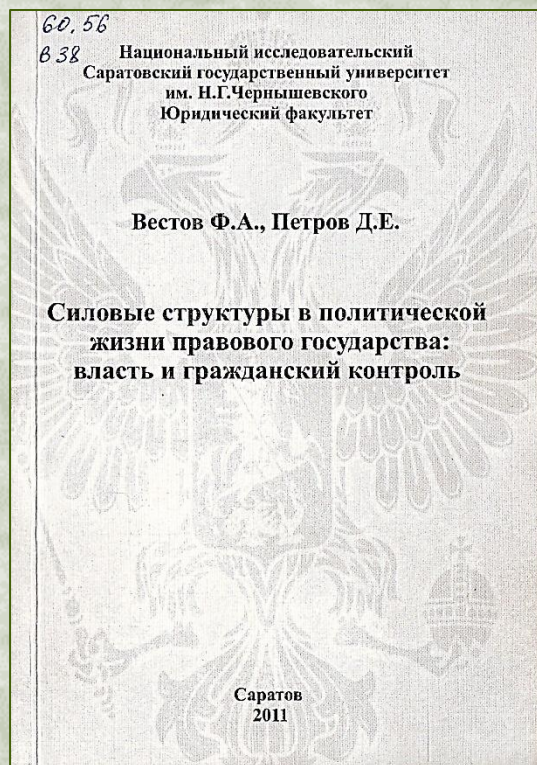 60.56
В 38
Национальный исследовательский
Саратовский государственный университет
им. Н.Г.Чернышевского
Юридический факультет
Вестов Ф.А., Петров Д.Е.
Силовые структуры в политической
жизни правового государства:
власть и гражданский контроль
Саратов
2011